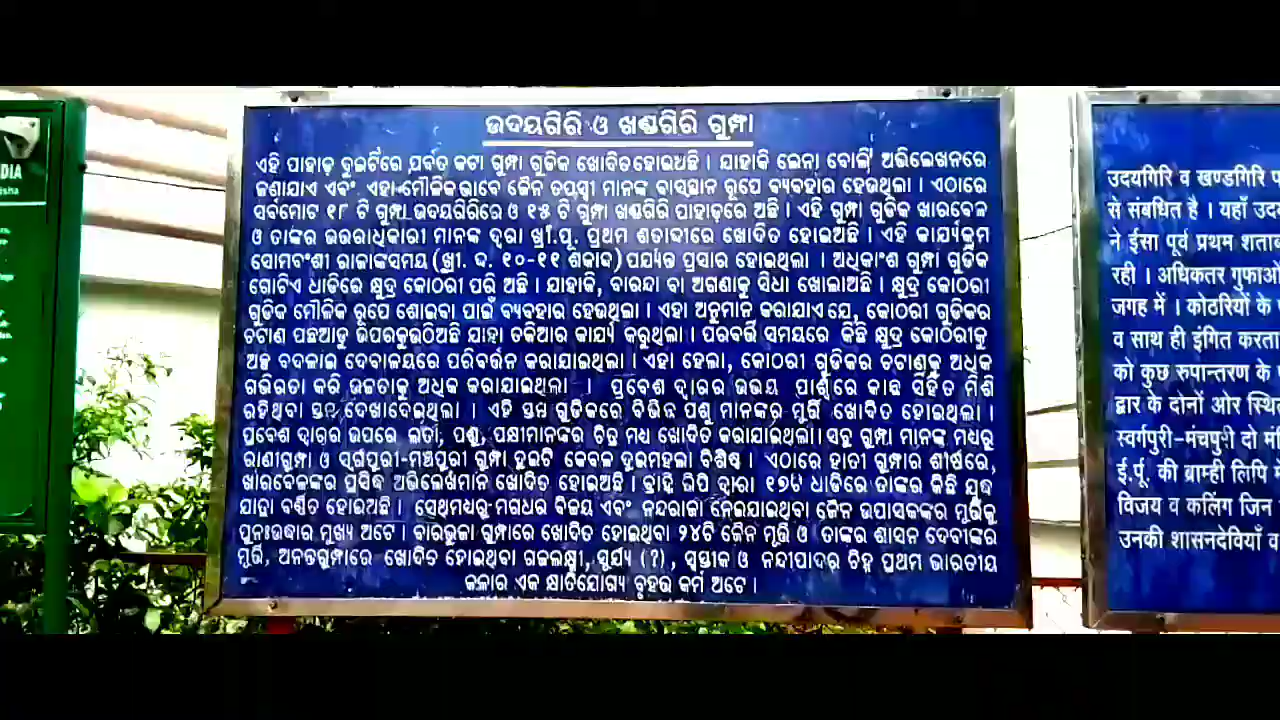 DIA
isha
ଉଦୟଗିରି ଓ ଖଣ୍ଡଗିରି ଗୁମ୍ଫା
ଏହି ପାହାଡ଼ ଦୁଇଟିରେ ପର୍ବତ କଟା ଗୁମ୍ଫା ଗୁଡିକ ଖୋଦିତହୋଇଅଛି । ଯାହାକି ଲେନା ବୋଲି ଅଭିଲେଖନରେ
ଜଣାଯାଏ ଏବଂ ଏହା ମୌଳିକଭାବେ ଜୈନ ତପସ୍ୱୀ ମାନଙ୍କ ବାସସ୍ଥାନ ରୂପେ ବ୍ୟବହାର ହେଉଥିଲା । ଏଠାରେ
ସର୍ବମୋଟ ୧୮ ଟି ଗୁମ୍ଫା ଉଦୟଗିରିରେ ଓ ୧୫ ଟି ଗୁମ୍ଫା ଖଣ୍ଡଗିରି ପାହାଡ଼ରେ ଅଛି । ଏହି ଗୁମ୍ଫା ଗୁଡିକ ଖାରବେଳ
ଓ ତାଙ୍କର ଉତ୍ତରାଧିକାରୀ ମାନଙ୍କ ଦ୍ୱରା ଖ୍ରୀ.ପୂ. ପ୍ରଥମ ଶତାବ୍ଦୀରେ ଖୋଦିତ ହୋଇଅଛି । ଏହି କାର୍ଯ୍ୟକ୍ରମ
ସୋମବଂଶୀ ରାଜାଙ୍କସମୟ (ଖ୍ରୀ. ଦ. ୧୦-୧୧ ଶକାବ୍ଦ) ପର୍ଯ୍ୟନ୍ତ ପ୍ରସାର ହୋଇଥିଲା । ଅଧିକାଂଶ ଗୁମ୍ଫା ଗୁଡିକ
ଗୋଟିଏ ଧାଡିରେ କ୍ଷୁଦ୍ର କୋଠରୀ ପରି ଅଛି । ଯାହାକି, ବାରନ୍ଦା ବା ଅଗଣାକୁ ସିଧା ଖୋଲାଅଛି । କ୍ଷୁଦ୍ର କୋଠରୀ
ଗୁଡିକ ମୌଳିକ ରୂପେ ଶୋଇବା ପାଇଁ ବ୍ୟବହାର ହେଉଥିଲା । ଏହା ଅନୁମାନ କରାଯାଏ ଯେ, କୋଠରୀ ଗୁଡିକର
ଚଟାଣ ପଛଆଡୁ ଉପରକୁଉଠିଅଛି ଯାହା ତକିଆର କାର୍ଯ୍ୟ କରୁଥିଲା । ପରବର୍ତ୍ତି ସମୟରେ କିଛି କ୍ଷୁଦ୍ର କୋଠରୀକୁ
ଅଳ୍ପ ବଦଳାଇ ଦେବାଳୟରେ ପରିବର୍ତ୍ତନ କରାଯାଇଥିଲା । ଏହା ହେଲା, କୋଠରୀ ଗୁଡିକର ଚଟାଣକୁ ଅଧିକ
ଗଭିରତା କରି ଉଚ୍ଚତାକୁ ଅଧିକ କରାଯାଇଥିଲା । ପ୍ରବେଶ ଦ୍ୱାରର ଉଭୟ ପାର୍ଶ୍ୱରେ କାନ୍ଥ ସହିତ ମିଶି
ରହିଥିବା ସ୍ତମ୍ଭ ଦେଖାଦେଇଥିଲା । ଏହି ସ୍ତମ୍ଭ ଗୁଡିକରେ ବିଭିନ୍ନ ପଶୁ ମାନଙ୍କର ମୁର୍ତ୍ତି ଖୋଦିତ ହୋଇଥିଲା ।
ପ୍ରବେଶ ଦ୍ୱାରର ଉପରେ ଲତା, ପଶୁ, ପକ୍ଷୀମାନଙ୍କର ଚିତ୍ର ମଧ୍ୟ ଖୋଦିତ କରାଯାଇଥିଲା । ସବୁ ଗୁମ୍ଫା ମାନଙ୍କ ମଧ୍ୟରୁ
ରାଣୀଗୁମ୍ଫା ଓ ସ୍ୱର୍ଗପୁରୀ-ମଞ୍ଚପୁରୀ ଗୁମ୍ଫା ଦୁଇଟି କେବଳ ଦୁଇମହଲା ବିଶିଷ୍ଟ । ଏଠାରେ ହାତୀ ଗୁମ୍ଫାର ଶୀର୍ଷରେ,
ଖାରବେଳଙ୍କର ପ୍ରସିଦ୍ଧ ଅଭିଲେଖମାନ ଖୋଦିତ ହୋଇଅଛି । ବ୍ରାହ୍ମି ଲିପି ଦ୍ୱାରା ୧୭୪ ଧାଡିରେ ତାଙ୍କର କିଛି ଯୁଦ୍ଧ
ଯାତ୍ରା ବର୍ଣ୍ଣିତ ହୋଇଅଛି । ସେଥିମଧ୍ୟରୁ ମଗଧର ବିଜୟ ଏବଂ ନନ୍ଦରାଜା ନେଇଯାଇଥିବା ଜୈନ ଉପାସକଙ୍କର ମୁର୍ତ୍ତିକୁ
ପୁନଃଉଦ୍ଧାର ମୁଖ୍ୟ ଅଟେ । ବାରଭୁଜା ଗୁମ୍ଫାରେ ଖୋଦିତ ହୋଇଥିବା ୨୪ଟି ଜୈନ ମୂର୍ତ୍ତି ଓ ତାଙ୍କର ଶାସନ ଦେବୀଙ୍କର
ମୁର୍ତ୍ତି, ଅନନ୍ତଗୁମ୍ଫାରେ ଖୋଦିତ ହୋଇଥିବା ଗଜଲକ୍ଷ୍ମୀ, ସୂର୍ଯ୍ୟ (?), ସ୍ୱସ୍ତୀକ ଓ ନନ୍ଦୀପାଦର ଚିହ୍ନ ପ୍ରଥମ ଭାରତୀୟ
କଳାର ଏକ କ୍ଷାତିଯୋଗ୍ୟ ବୃହତ୍ତ କର୍ମ ଅଟେ ।
उदयगिरि व खण्डगिरि
से संबधित है । यहाँ
ने ईसा पूर्व प्रथम
रही । अधिकतर गुफाओं
जगह में । कोठरियों के
व साथ ही इंगित करता
को कुछ रुपान्तरण के
द्वार के दोनों ओर
स्वर्गपुरी-मंचपुरी दो
ई.पू. की ब्राम्ही लिपि
विजय व कलिंग जिन
उनकी शासनदेवियाँ व